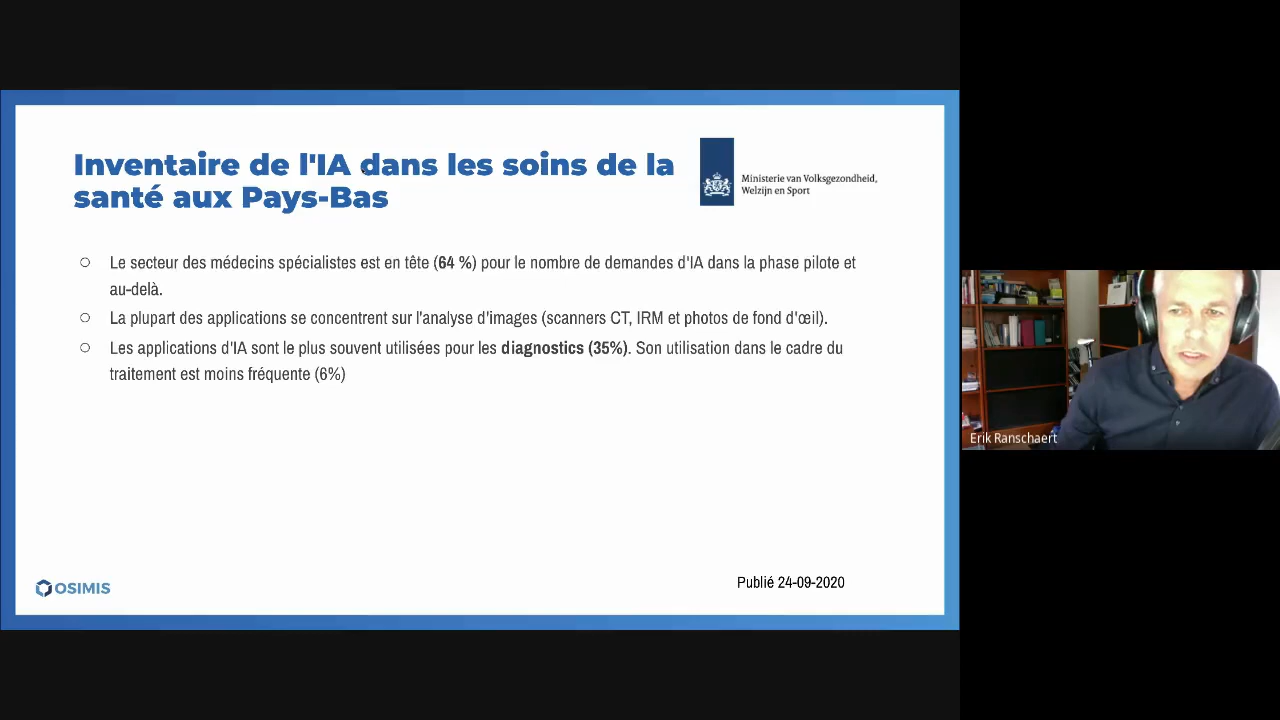 Inventaire de l'IA dans les soins de la
santé aux Pays-Bas
Ministerie van Volksgezondheid,
Welzijn en Sport
Le secteur des médecins spécialistes est en tête (64 %) pour le nombre de demandes d'IA dans la phase pilote et
au-delà.
La plupart des applications se concentrent sur l'analyse d'images (scanners CT, IRM et photos de fond d'œil).
Les applications d'IA sont le plus souvent utilisées pour les diagnostics (35%). Son utilisation dans le cadre du
traitement est moins fréquente (6%)
OSIMIS
Publié 24-09-2020
Erik Ranschaert